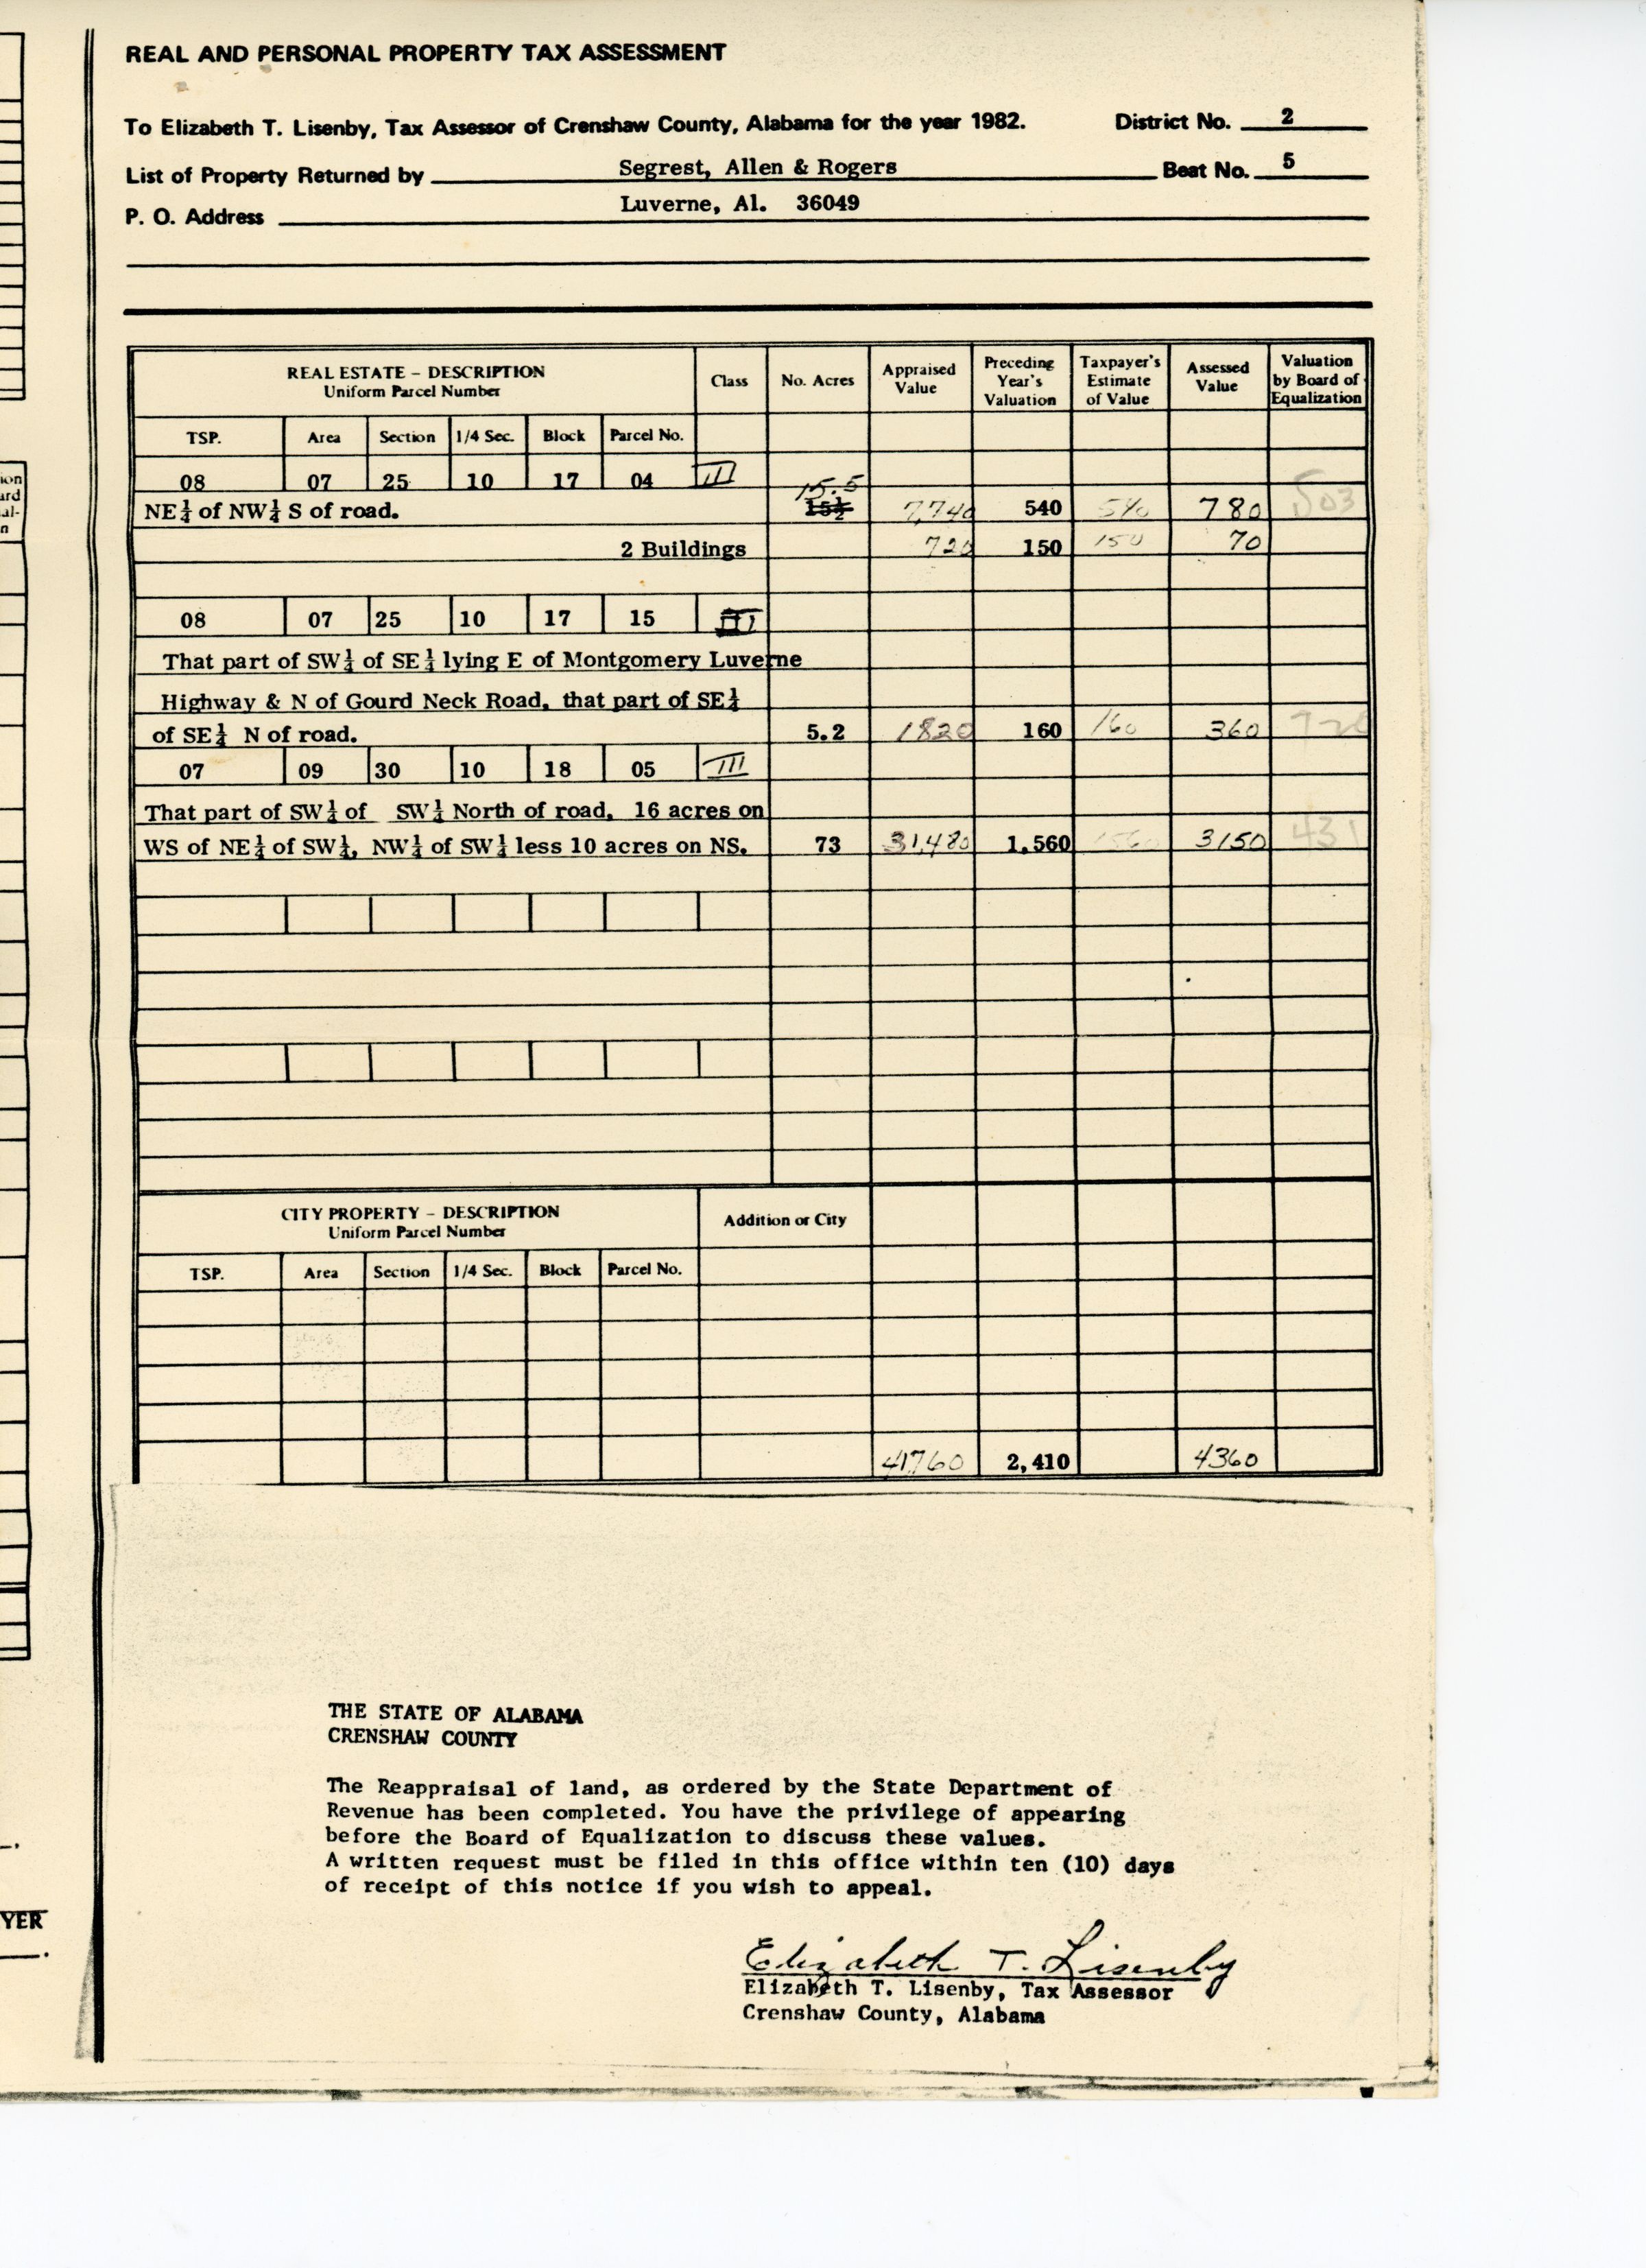 REAL AND PERSONAL PROPERTY TAX ASSESSMENT
To Elizabeth T. Lisenby, Tax Assessor of Crenshaw County, Alabama for the year 1982. District No. 2
List of Property Returned by Segrest, Allen & Rogers Beat No. 5
P. O. Address Luverne, Al. 36049
REAL ESTATE – DESCRIPTION
Uniform Parcel Number
Class
No. Acres
Appraised Value
Preceding Year's Valuation
Taxpayer's Estimate of Value
Assessed Value
Valuation by Board of Equalization
TSP. Area Section 1/4 Sec. Block Parcel No.
08 07 25 10 17 04 III 15.5
NE¼ of NW¼ S of road. 15½ 7,740 540 540 780 503
2 Buildings 720 150 150 70
08 07 25 10 17 15 III
That part of SW¼ of SE¼ lying E of Montgomery Luverne
Highway & N of Gourd Neck Road, that part of SE¼
of SE¼ N of road. 5.2 1820 160 160 360
07 09 30 10 18 05 III
That part of SW¼ of SW¼ North of road, 16 acres on
WS of NE¼ of SW¼, NW¼ of SW¼ less 10 acres on NS. 73 31,480 1,560 1560 3150 431
CITY PROPERTY – DESCRIPTION
Uniform Parcel Number
Addition or City
TSP. Area Section 1/4 Sec. Block Parcel No.
41760 2,410 4360
THE STATE OF ALABAMA
CRENSHAW COUNTY
The Reappraisal of land, as ordered by the State Department of
Revenue has been completed. You have the privilege of appearing
before the Board of Equalization to discuss these values.
A written request must be filed in this office within ten (10) days
of receipt of this notice if you wish to appeal.
Elizabeth T. Lisenby
Elizabeth T. Lisenby, Tax Assessor
Crenshaw County, Alabama
YER